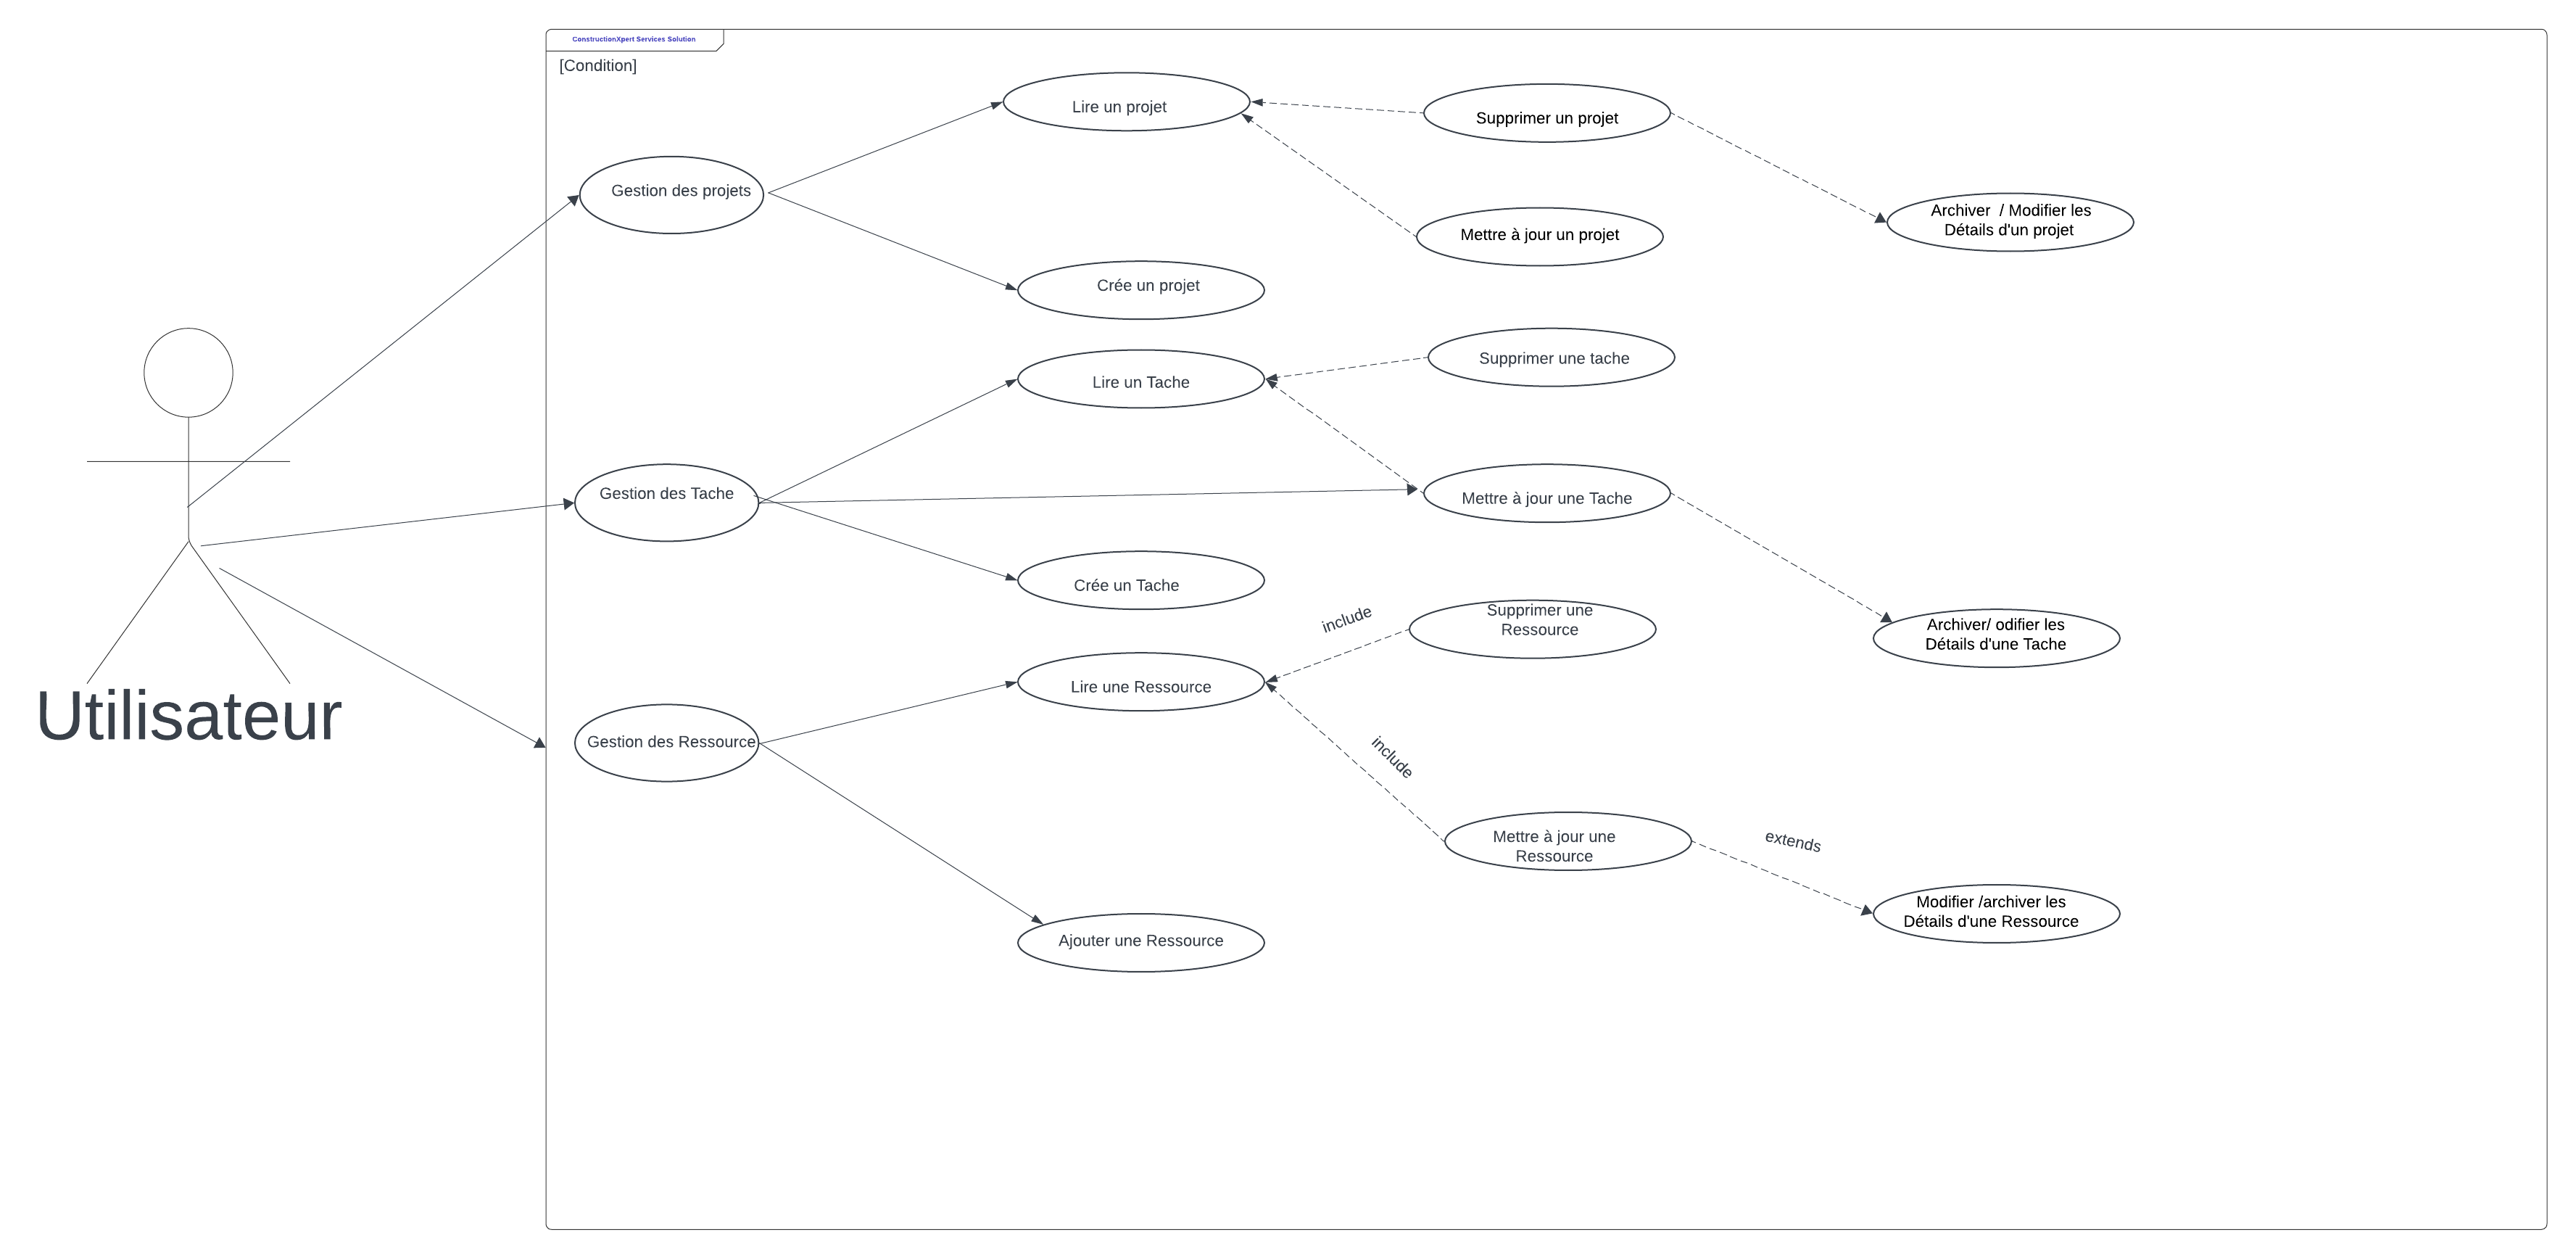 ConstructionXpert Services Solution
[Condition]
Lire un projet
Supprimer un projet
Gestion des projets
Archiver  / Modifier les
Détails d'un projet
Mettre à jour un projet
Crée un projet
Supprimer une tache
Lire un Tache
Gestion des Tache
Mettre à jour une Tache
Crée un Tache
include
Supprimer une
Ressource
Archiver/ odifier les
Détails d'une Tache
Lire une Ressource
Utilisateur
Gestion des Ressource
include
Mettre à jour une
Ressource
extends
Modifier /archiver les
Détails d'une Ressource
Ajouter une Ressource